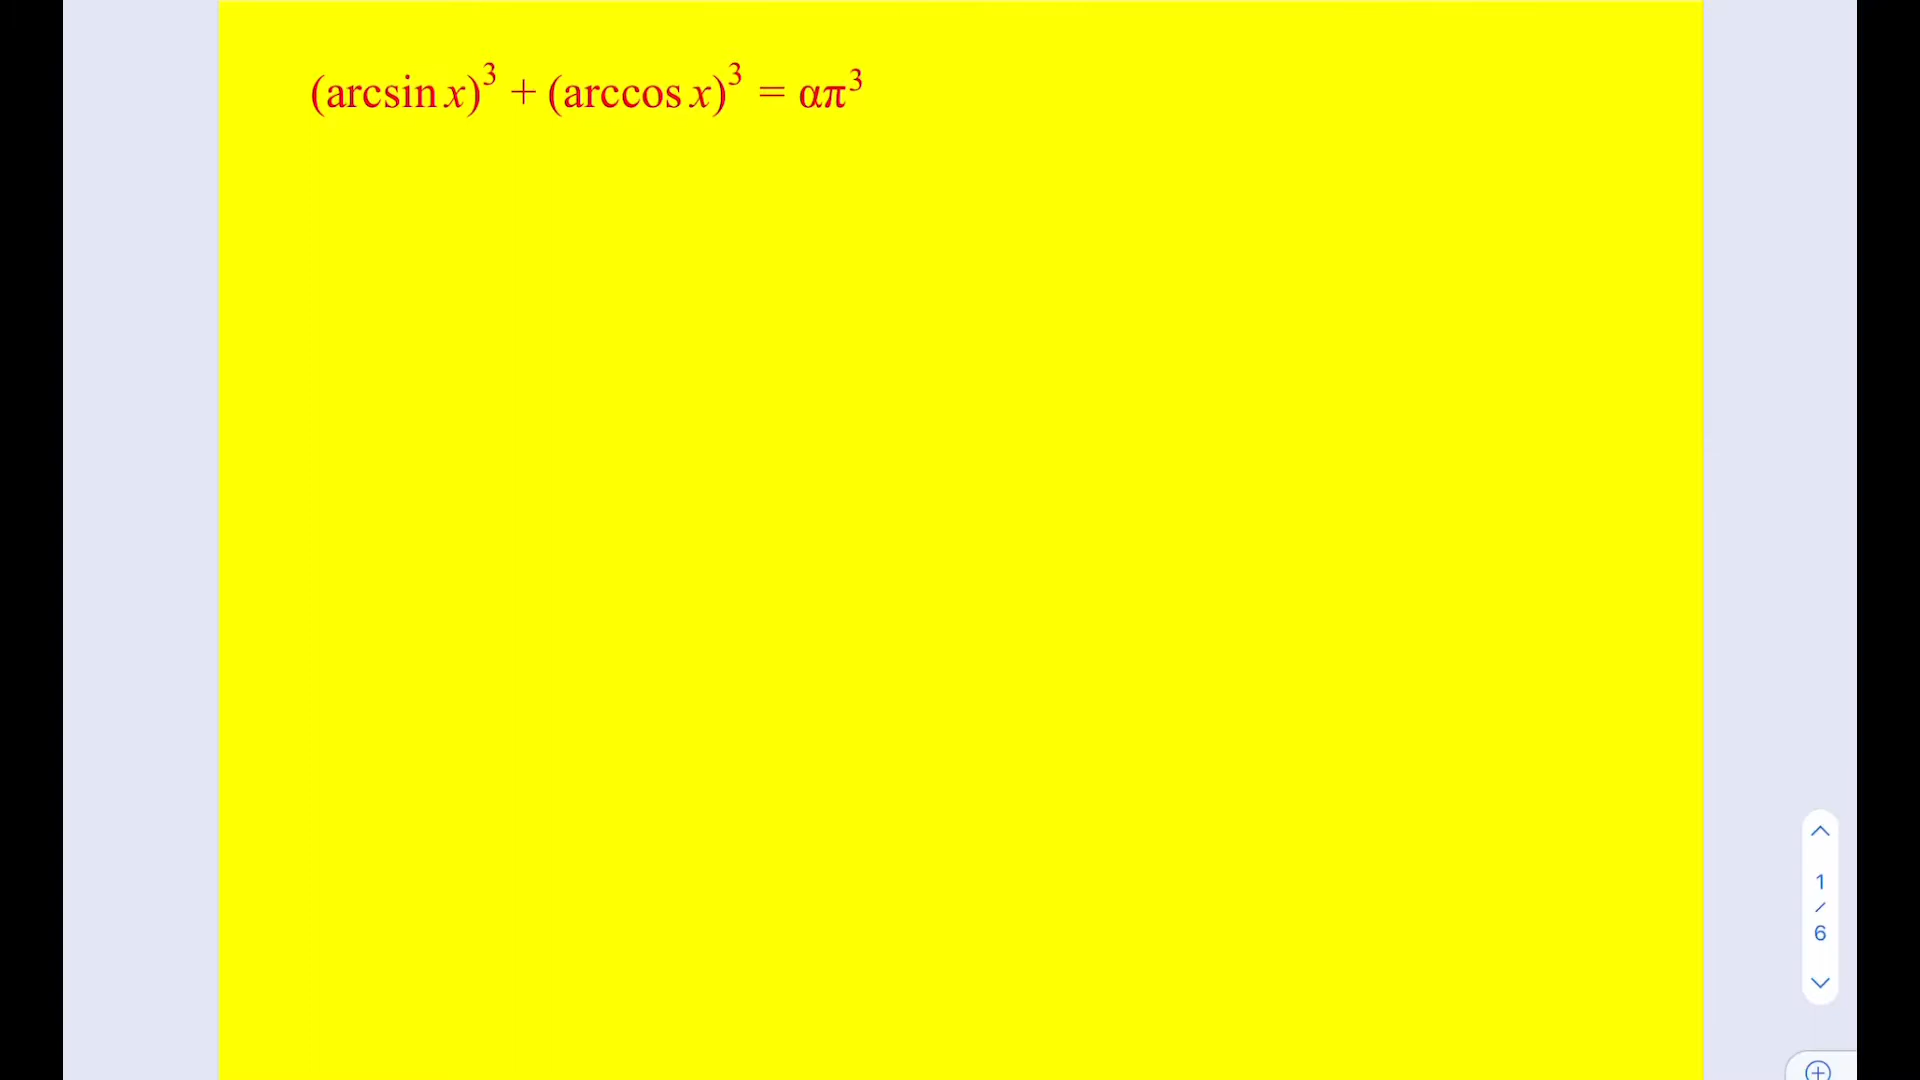 (arcsin x)³ + (arccos x)³ = απ³
1
/
6